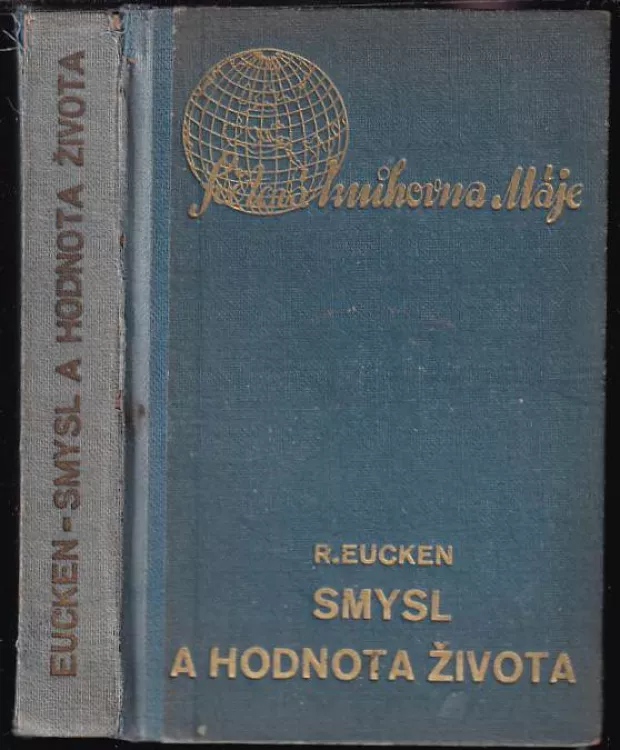 EUCKEN - SMYSL A HODNOTA ŽIVOTA
Světová knihovna Máje
R. EUCKEN
SMYSL
A HODNOTA ŽIVOTA